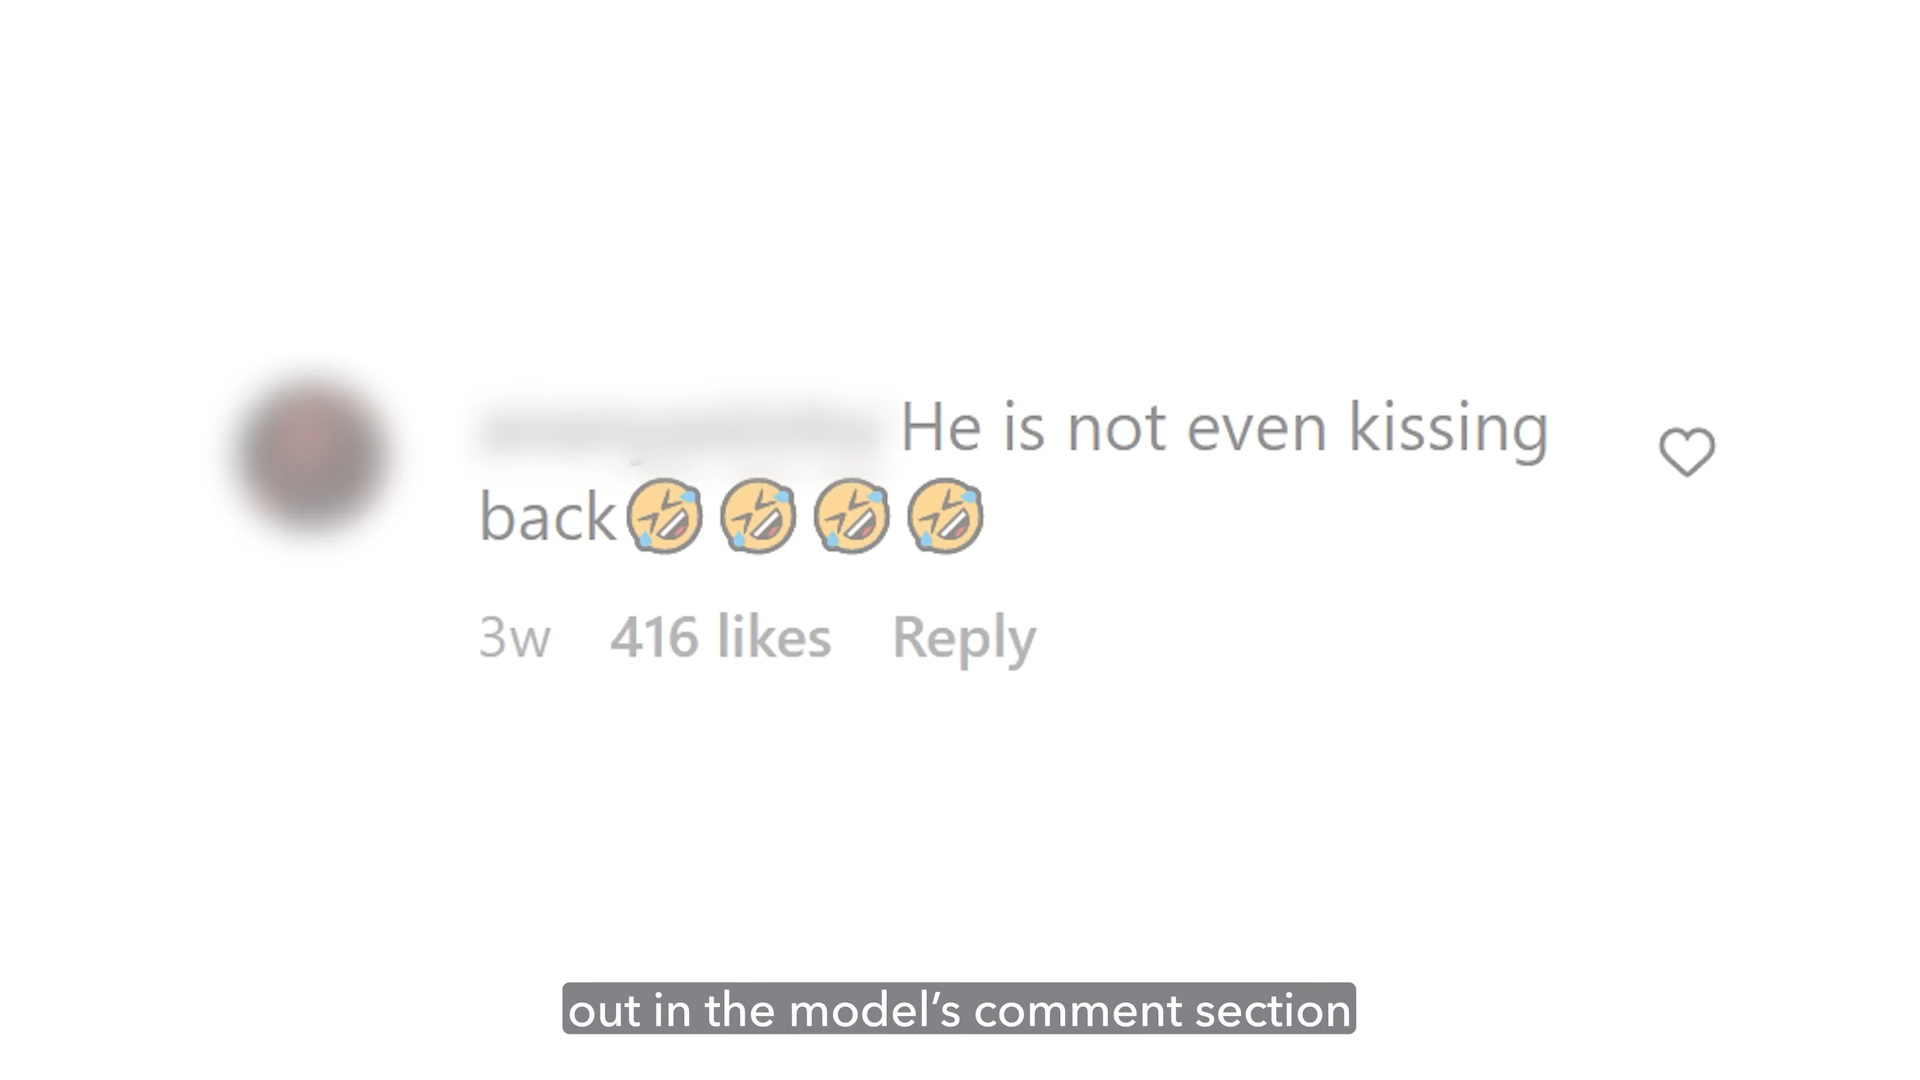 He is not even kissing
back🤣🤣🤣🤣
3w 416 likes Reply
out in the model’s comment section